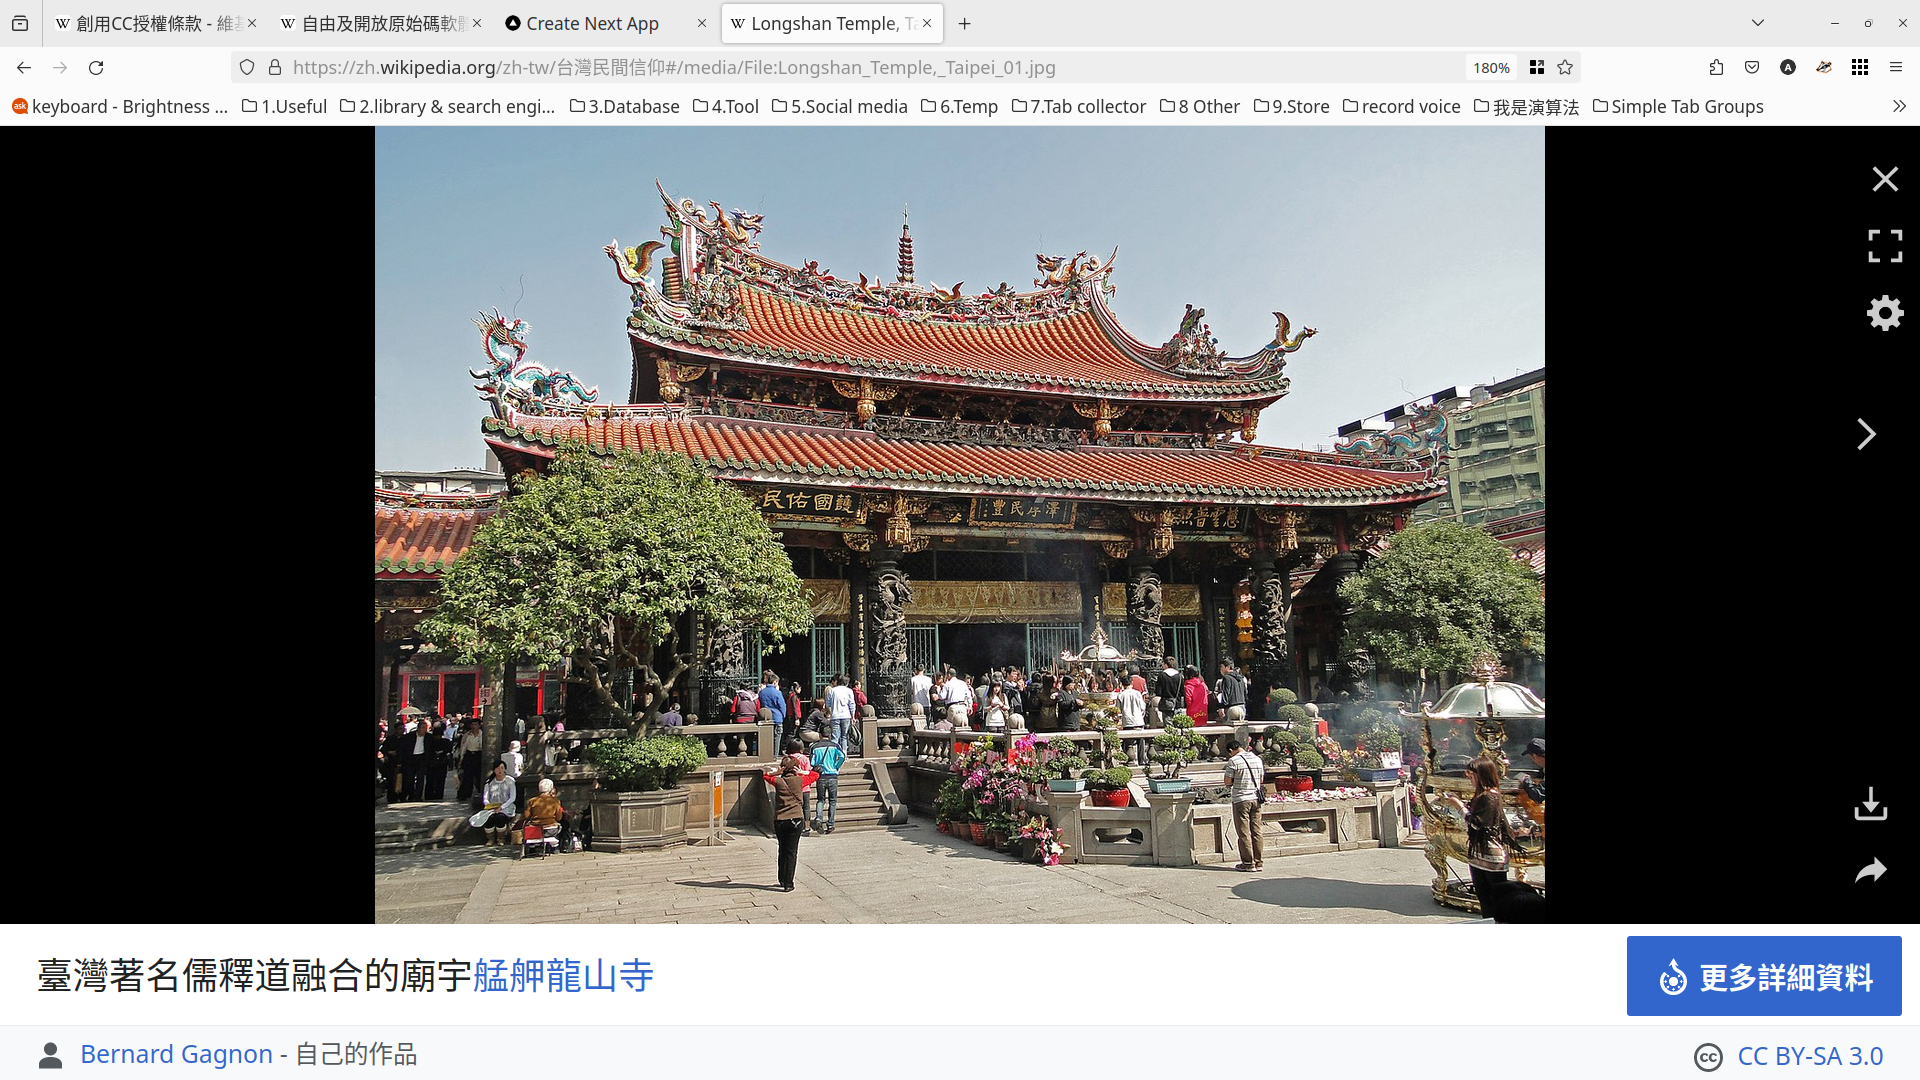 創用CC授權條款 - 維基
自由及開放原始碼軟體
Create Next App
Longshan Temple, Ta
https://zh.wikipedia.org/zh-tw/台灣民間信仰#/media/File:Longshan_Temple,_Taipei_01.jpg
180%
keyboard - Brightness ...
1.Useful
2.library & search engi...
3.Database
4.Tool
5.Social media
6.Temp
7.Tab collector
8 Other
9.Store
record voice
我是演算法
Simple Tab Groups
民佑國護
豐民序澤
慈雲普照
臺灣著名儒釋道融合的廟宇艋舺龍山寺
更多詳細資料
Bernard Gagnon - 自己的作品
CC BY-SA 3.0